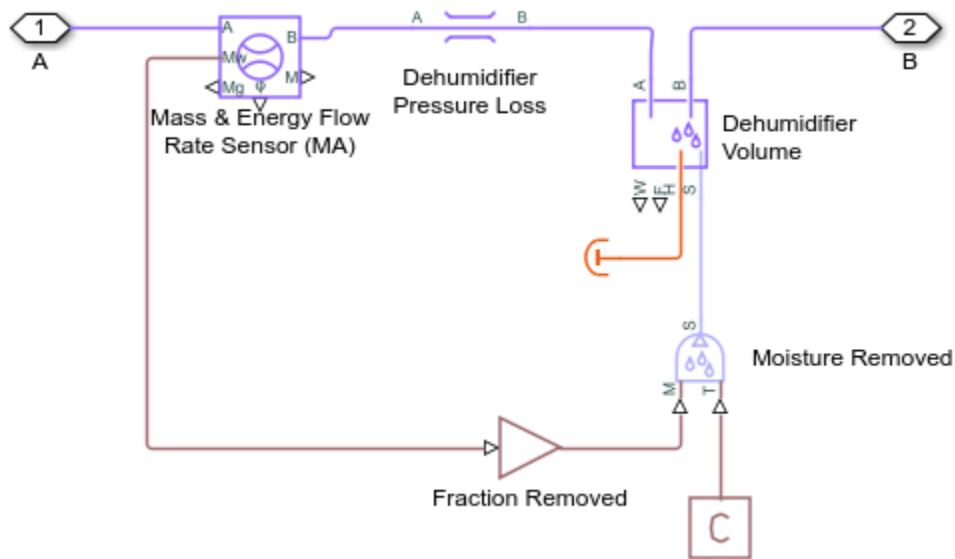 1
A
A
B
Mw
M
Mg
φ
Mass & Energy Flow
Rate Sensor (MA)
A
B
Dehumidifier
Pressure Loss
2
B
A
B
Dehumidifier
Volume
W
F
H
S
S
Moisture Removed
M
T
Fraction Removed
C